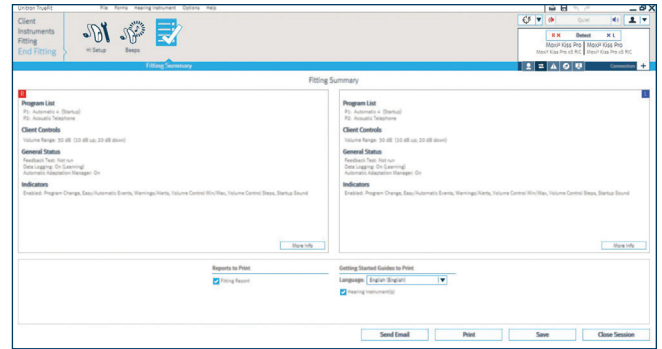 Unitron TrueFit
File Forms Hearing Instrument Options Help
Client
Instruments
Fitting
End Fitting
HI Setup
Beeps
Quiet
R Detect L
Moxi² Kiss Pro Moxi² Kiss Pro
Connection
Fitting Summary
Fitting Summary
R
Program List
P1: Automatic 4 (Startup)
P2: Acoustic Telephone
Client Controls
Volume Range: 30 dB (10 dB up, 20 dB down)
General Status
Feedback Test: Not run
Data Logging: On (Learning)
Automatic Adaptation Manager: On
Indicators
Enabled: Program Change, Easy/Automatic Events, Warnings/Alerts, Volume Control Min/Max, Volume Control Steps, Startup Sound
More Info
L
Program List
P1: Automatic 4 (Startup)
P2: Acoustic Telephone
Client Controls
Volume Range: 30 dB (10 dB up, 20 dB down)
General Status
Feedback Test: Not run
Data Logging: On (Learning)
Automatic Adaptation Manager: On
Indicators
Enabled: Program Change, Easy/Automatic Events, Warnings/Alerts, Volume Control Min/Max, Volume Control Steps, Startup Sound
More Info
Reports to Print
Fitting Report
Getting Started Guides to Print
Language: English (English)
Hearing Instrument(s)
Send Email
Print
Save
Close Session